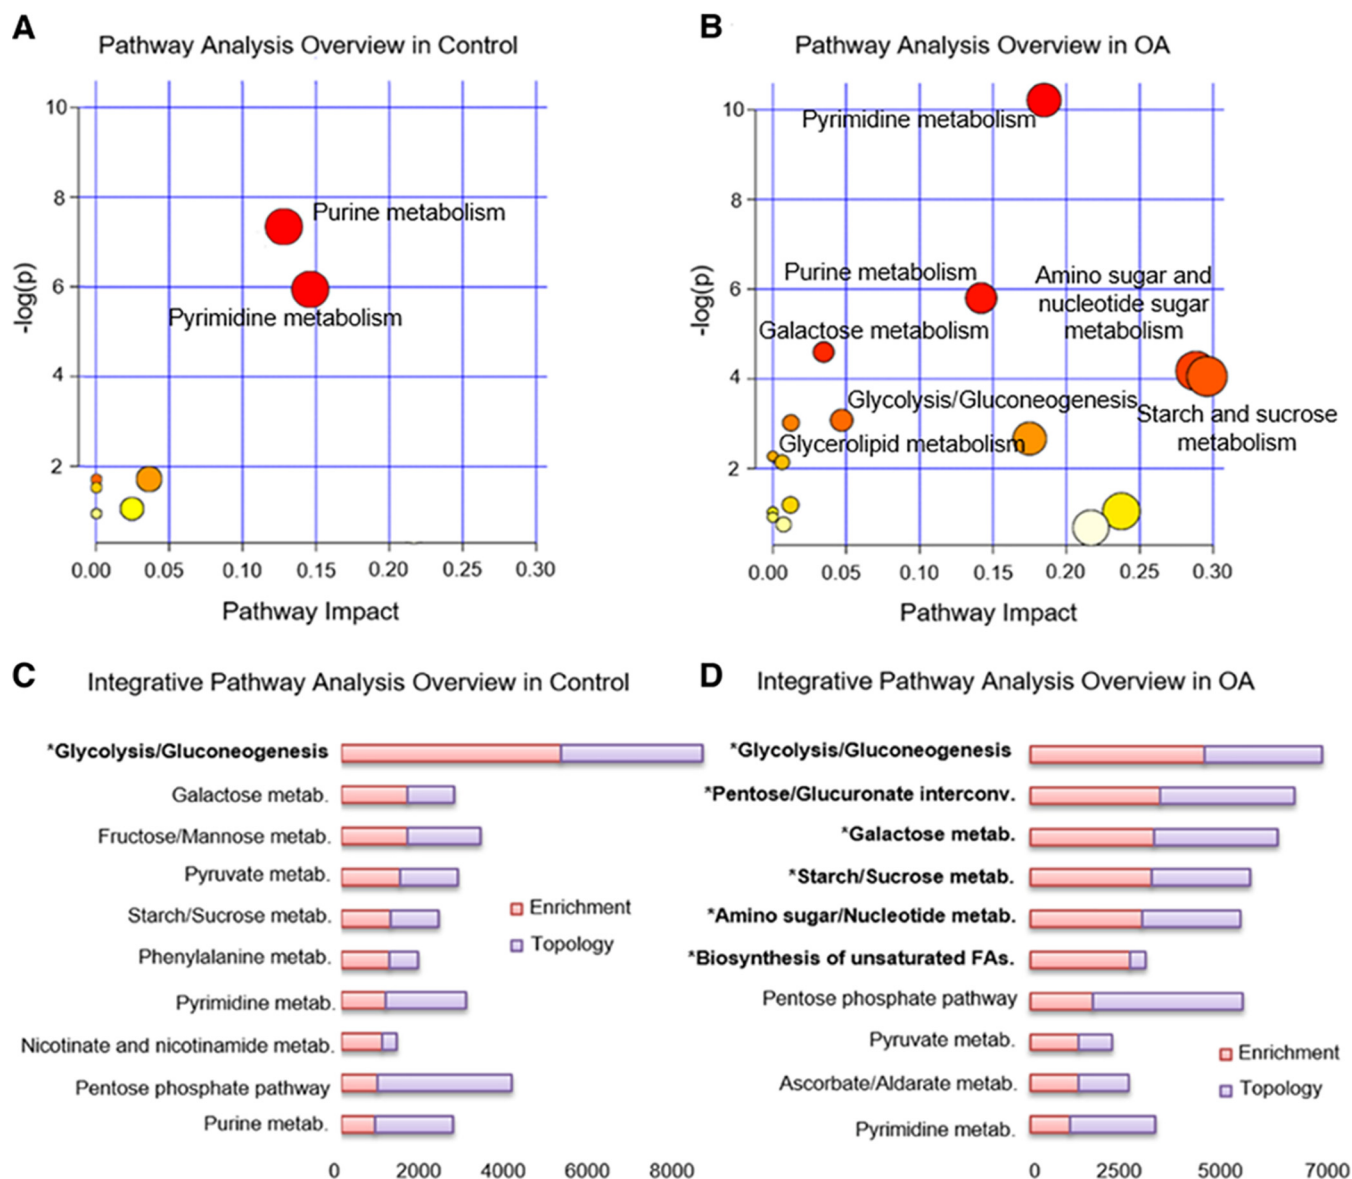 A
Pathway Analysis Overview in Control
10
8
6
4
2
-log(p)
Purine metabolism
Pyrimidine metabolism
0.00 0.05 0.10 0.15 0.20 0.25 0.30
Pathway Impact
B
Pathway Analysis Overview in OA
10
8
6
4
2
-log(p)
Pyrimidine metabolism
Purine metabolism
Amino sugar and
nucleotide sugar
metabolism
Galactose metabolism
Glycolysis/Gluconeogenesis
Starch and sucrose
metabolism
Glycerolipid metabolism
0.00 0.05 0.10 0.15 0.20 0.25 0.30
Pathway Impact
C
Integrative Pathway Analysis Overview in Control
*Glycolysis/Gluconeogenesis
Galactose metab.
Fructose/Mannose metab.
Pyruvate metab.
Starch/Sucrose metab.
Phenylalanine metab.
Pyrimidine metab.
Nicotinate and nicotinamide metab.
Pentose phosphate pathway
Purine metab.
Enrichment
Topology
0 2000 4000 6000 8000
D
Integrative Pathway Analysis Overview in OA
*Glycolysis/Gluconeogenesis
*Pentose/Glucuronate interconv.
*Galactose metab.
*Starch/Sucrose metab.
*Amino sugar/Nucleotide metab.
*Biosynthesis of unsaturated FAs.
Pentose phosphate pathway
Pyruvate metab.
Ascorbate/Aldarate metab.
Pyrimidine metab.
Enrichment
Topology
0 2500 5000 7000